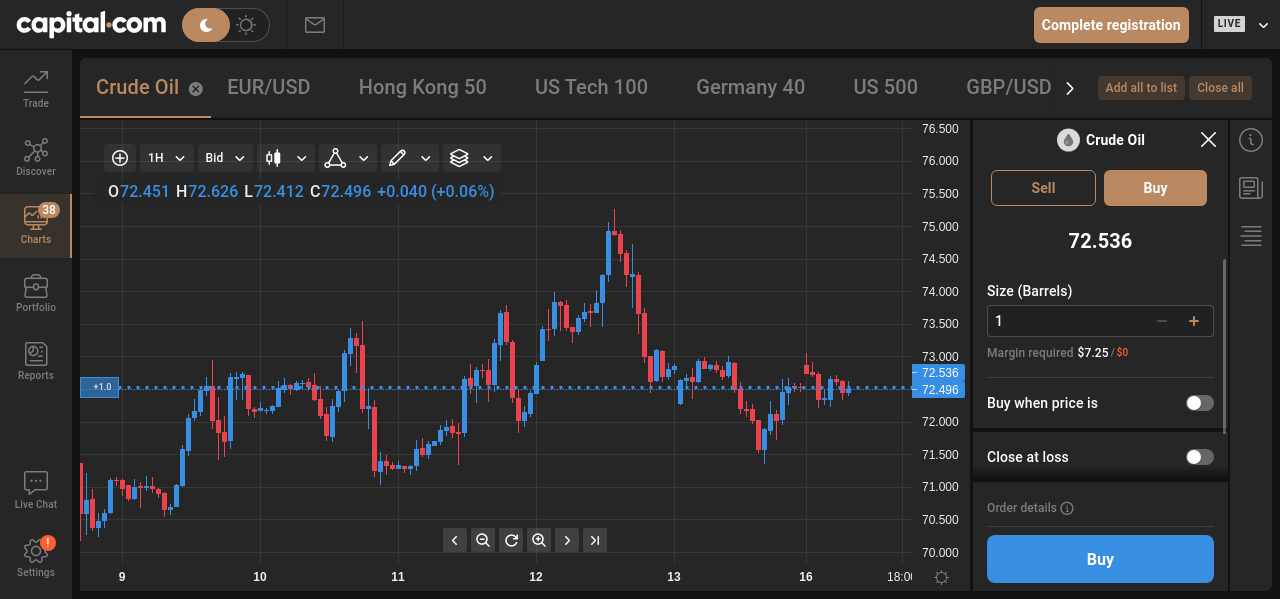 capital.com
Complete registration
LIVE
Trade
Discover
38
Charts
Portfolio
Reports
Live Chat
!
Settings
Crude Oil
EUR/USD
Hong Kong 50
US Tech 100
Germany 40
US 500
GBP/USD
Add all to list
Close all
1H
Bid
O72.451 H72.626 L72.412 C72.496 +0.040 (+0.06%)
+1.0
76.500
76.000
75.500
75.000
74.500
74.000
73.500
73.000
72.536
72.496
72.000
71.500
71.000
70.500
70.000
9
10
11
12
13
16
18:00
Crude Oil
Sell
Buy
72.536
Size (Barrels)
1
Margin required $7.25 / $0
Buy when price is
Close at loss
Order details
Buy